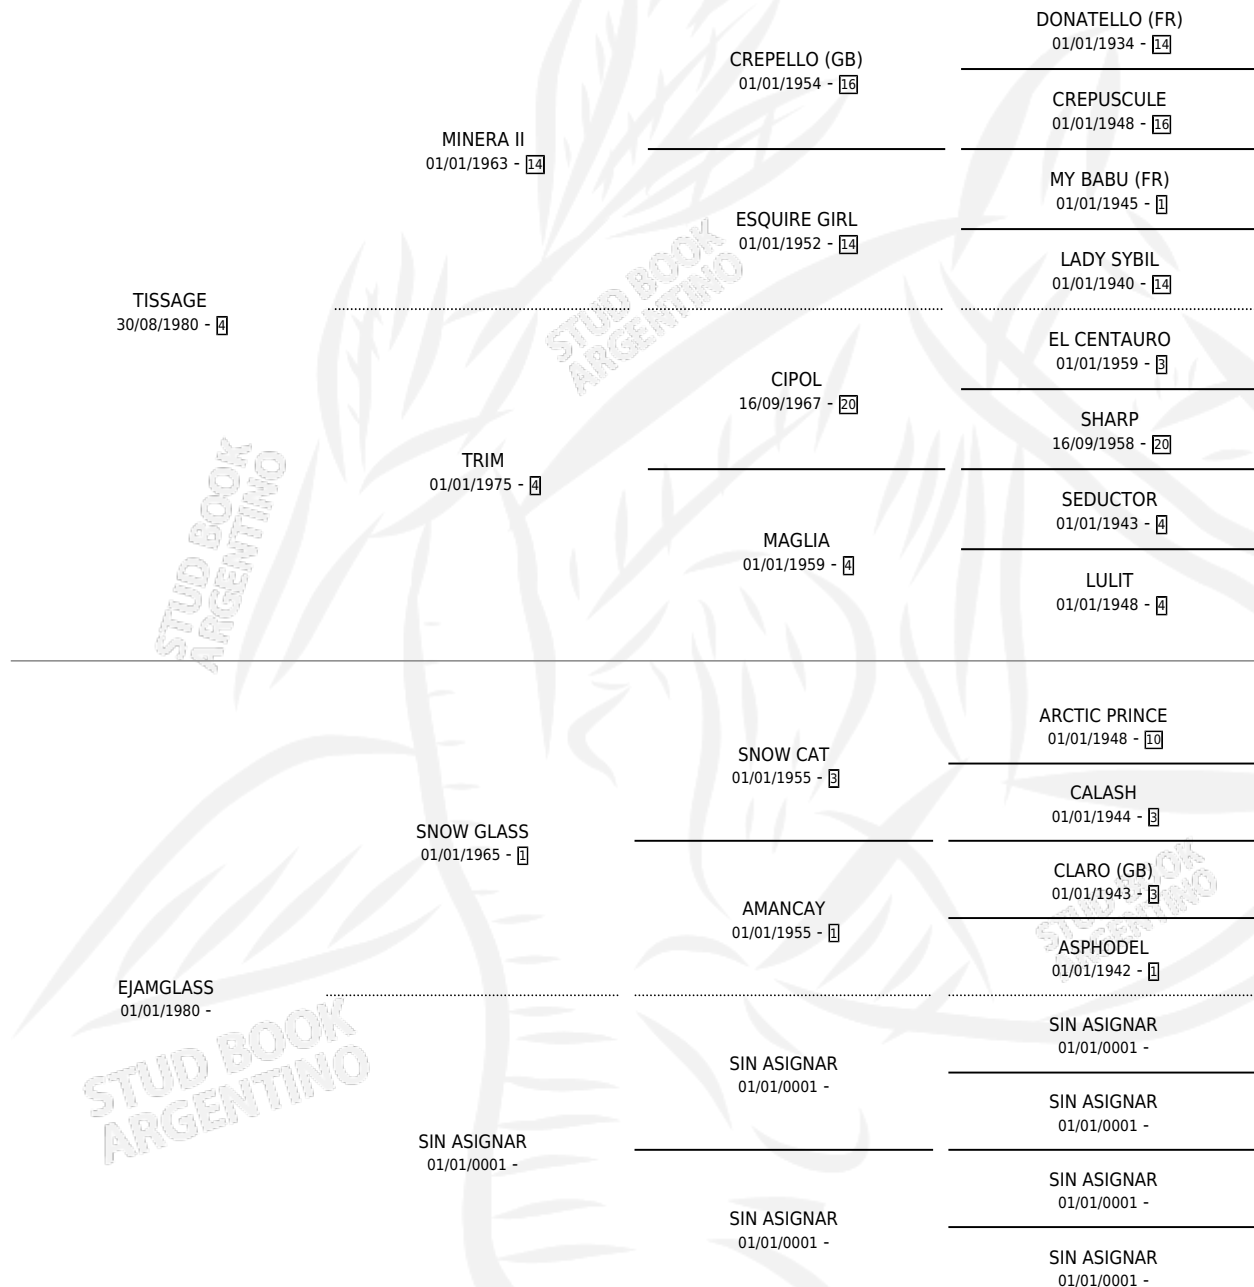 DONATELLO (FR)
01/01/1934 - 14
CREPELLO (GB)
01/01/1954 - 16
CREPUSCULE
01/01/1948 - 16
MINERA II
01/01/1963 - 14
MY BABU (FR)
01/01/1945 - 1
ESQUIRE GIRL
01/01/1952 - 14
LADY SYBIL
01/01/1940 - 14
TISSAGE
30/08/1980 - 4
EL CENTAURO
01/01/1959 - 3
CIPOL
16/09/1967 - 20
SHARP
16/09/1958 - 20
TRIM
01/01/1975 - 4
SEDUCTOR
01/01/1943 - 4
MAGLIA
01/01/1959 - 4
LULIT
01/01/1948 - 4
STUD BOOK
ARGENTINO
STUD BOOK
ARGENTINO
ARCTIC PRINCE
01/01/1948 - 10
SNOW CAT
01/01/1955 - 3
CALASH
01/01/1944 - 3
SNOW GLASS
01/01/1965 - 1
CLARO (GB)
01/01/1943 - 3
AMANCAY
01/01/1955 - 1
ASPHODEL
01/01/1942 - 1
EJAMGLASS
01/01/1980 -
SIN ASIGNAR
01/01/0001 -
SIN ASIGNAR
01/01/0001 -
SIN ASIGNAR
01/01/0001 -
SIN ASIGNAR
01/01/0001 -
SIN ASIGNAR
01/01/0001 -
SIN ASIGNAR
01/01/0001 -
SIN ASIGNAR
01/01/0001 -
STUD BOOK
ARGENTINO
STUD BOOK
ARGENTINO